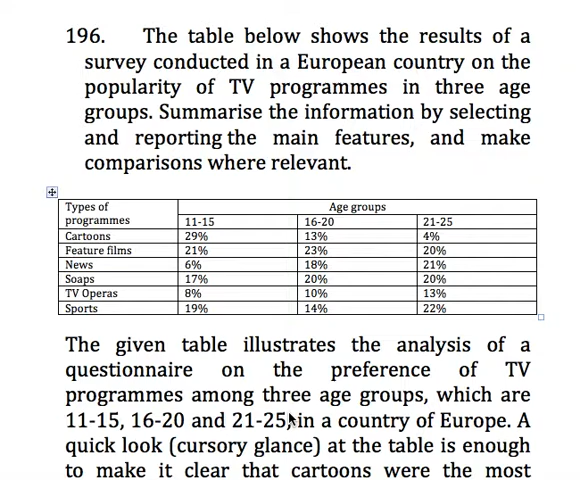 196. The table below shows the results of a
survey conducted in a European country on the
popularity of TV programmes in three age
groups. Summarise the information by selecting
and reporting the main features, and make
comparisons where relevant.
Types of programmes Age groups
11-15 16-20 21-25
Cartoons 29% 13% 4%
Feature films 21% 23% 20%
News 6% 18% 21%
Soaps 17% 20% 20%
TV Operas 8% 10% 13%
Sports 19% 14% 22%
The given table illustrates the analysis of a
questionnaire on the preference of TV
programmes among three age groups, which are
11-15, 16-20 and 21-25, in a country of Europe. A
quick look (cursory glance) at the table is enough
to make it clear that cartoons were the most